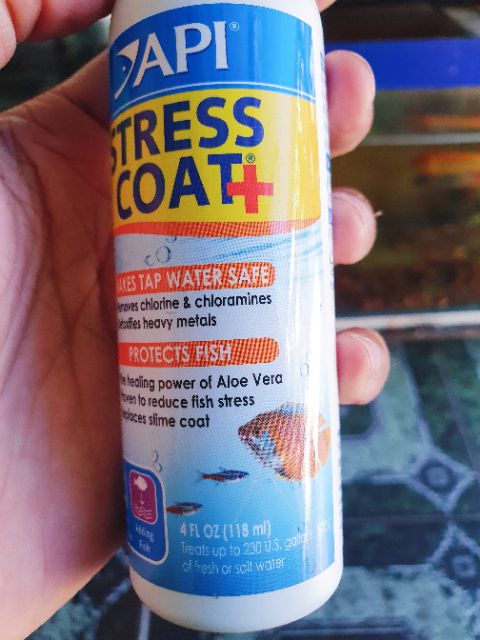 API®
STRESS
COAT®+
MAKES TAP WATER SAFE
removes chlorine & chloramines
detoxifies heavy metals
PROTECTS FISH
the healing power of Aloe Vera
proven to reduce fish stress
replaces slime coat
Adding
Fish
4 FL OZ (118 ml)
Treats up to 230 U.S. gallons
of fresh or salt water